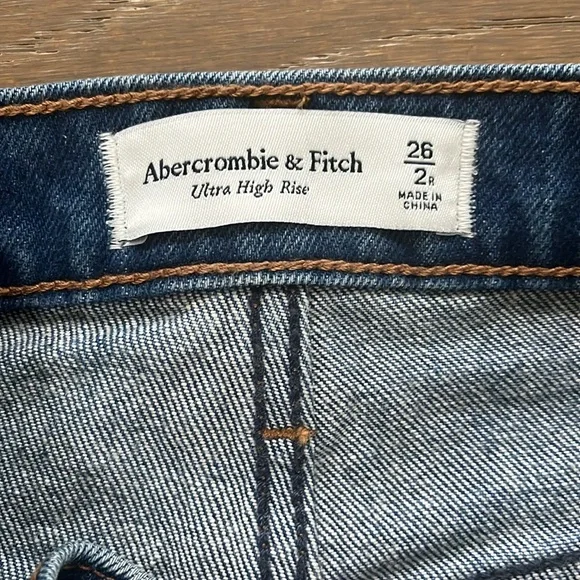 Abercrombie & Fitch
Ultra High Rise
26
2R
MADE IN
CHINA